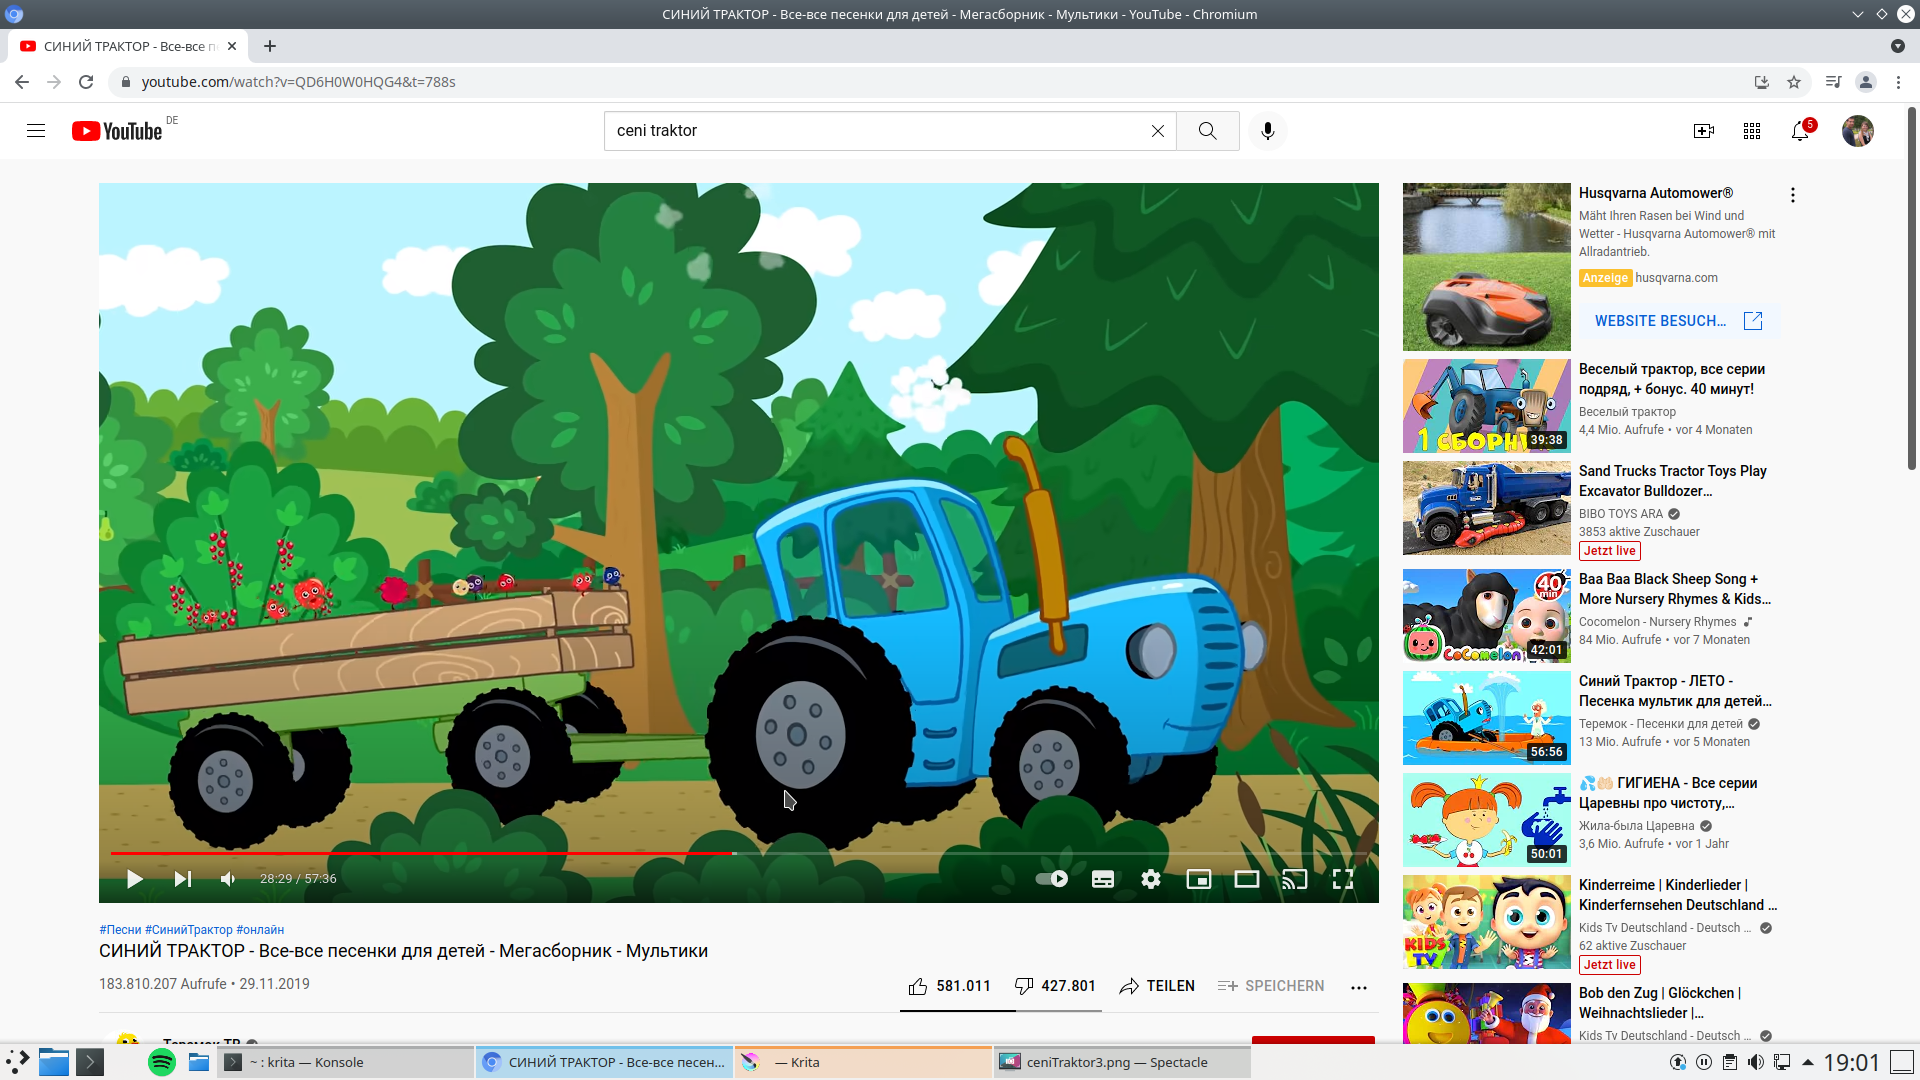 СИНИЙ ТРАКТОР - Все-все песенки для детей - Мегасборник - Мультики - YouTube - Chromium
СИНИЙ ТРАКТОР - Все-все
youtube.com/watch?v=QD6H0W0HQG4&t=788s
YouTube DE
ceni traktor
5
28:29 / 57:36
#Песни #СинийТрактор #онлайн
СИНИЙ ТРАКТОР - Все-все песенки для детей - Мегасборник - Мультики
183.810.207 Aufrufe • 29.11.2019
581.011
427.801
TEILEN
SPEICHERN
Husqvarna Automower®
Mäht Ihren Rasen bei Wind und
Wetter - Husqvarna Automower® mit
Allradantrieb.
Anzeige husqvarna.com
WEBSITE BESUCH...
1 СБОРН
39:38
Веселый трактор, все серии
подряд, + бонус. 40 минут!
Веселый трактор
4,4 Mio. Aufrufe • vor 4 Monaten
Sand Trucks Tractor Toys Play
Excavator Bulldozer...
BIBO TOYS ARA
3853 aktive Zuschauer
Jetzt live
40 min
CoComelon
42:01
Baa Baa Black Sheep Song +
More Nursery Rhymes & Kids...
Cocomelon - Nursery Rhymes
84 Mio. Aufrufe • vor 7 Monaten
56:56
Синий Трактор - ЛЕТО -
Песенка мультик для детей...
Теремок - Песенки для детей
13 Mio. Aufrufe • vor 5 Monaten
50:01
💦👏🏻 ГИГИЕНА - Все серии
Царевны про чистоту,...
Жила-была Царевна
3,6 Mio. Aufrufe • vor 1 Jahr
KIDS TV
Kinderreime | Kinderlieder |
Kinderfernsehen Deutschland ...
Kids Tv Deutschland - Deutsch ...
62 aktive Zuschauer
Jetzt live
Bob den Zug | Glöckchen |
Weihnachtslieder |...
Kids Tv Deutschland - Deutsch ...
~ : krita — Konsole
СИНИЙ ТРАКТОР - Все-все песен...
— Krita
ceniTraktor3.png — Spectacle
19:01